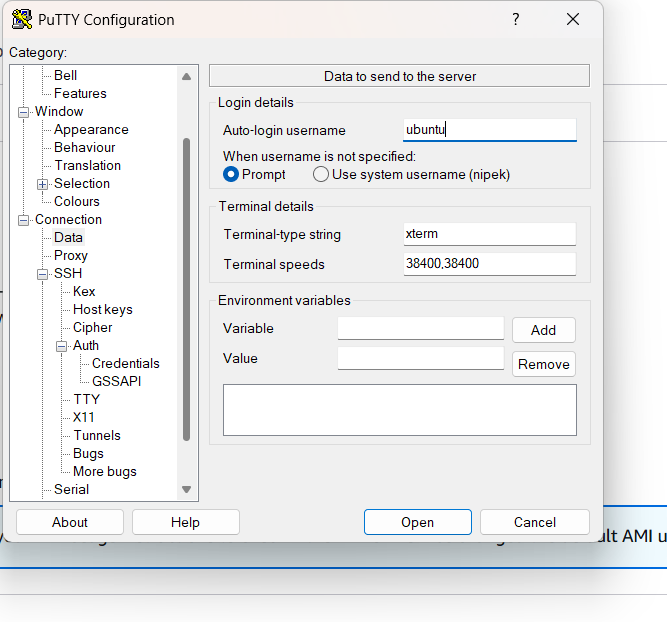 PuTTY Configuration
?
Category:
Bell
Features
Window
Appearance
Behaviour
Translation
Selection
Colours
Connection
Data
Proxy
SSH
Kex
Host keys
Cipher
Auth
Credentials
GSSAPI
TTY
X11
Tunnels
Bugs
More bugs
Serial
Data to send to the server
Login details
Auto-login username
ubuntu
When username is not specified:
Prompt
Use system username (nipek)
Terminal details
Terminal-type string
xterm
Terminal speeds
38400,38400
Environment variables
Variable
Add
Value
Remove
About
Help
Open
Cancel
ult AMI u